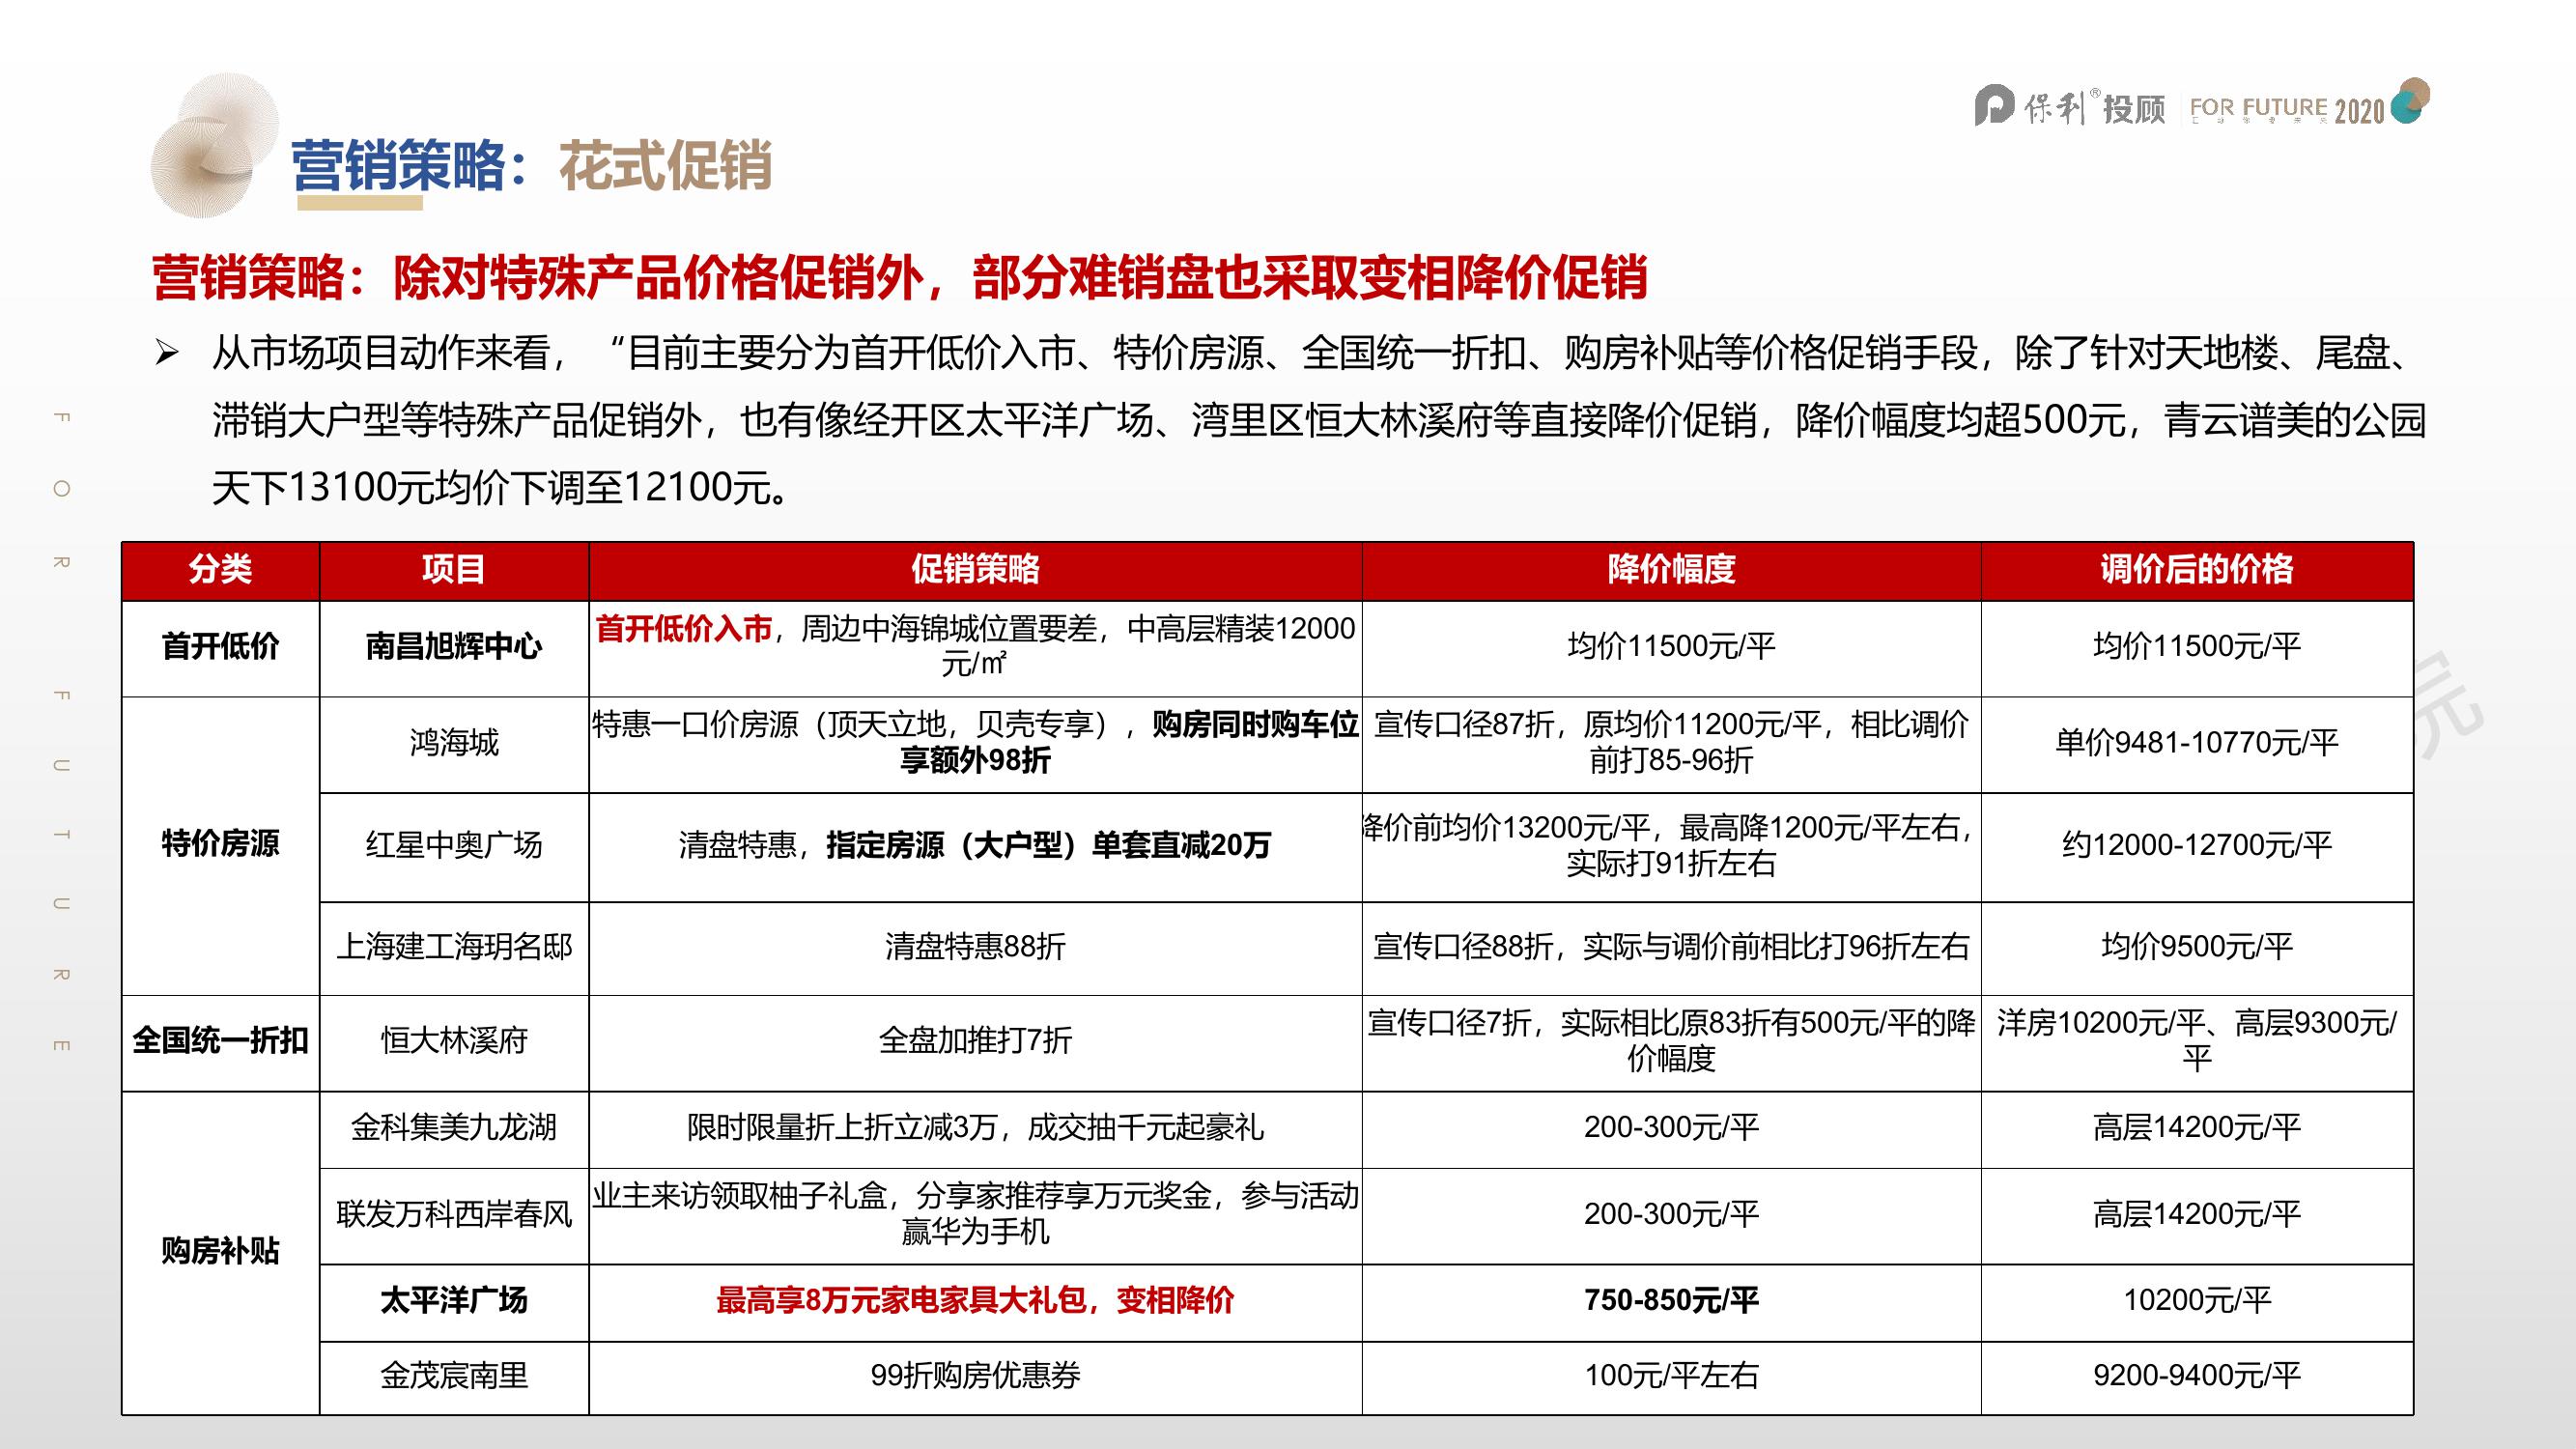 保利®投顾 FOR FUTURE 2020
营销策略：花式促销
营销策略：除对特殊产品价格促销外，部分难销盘也采取变相降价促销
➢ 从市场项目动作来看，“目前主要分为首开低价入市、特价房源、全国统一折扣、购房补贴等价格促销手段，除了针对天地楼、尾盘、
滞销大户型等特殊产品促销外，也有像经开区太平洋广场、湾里区恒大林溪府等直接降价促销，降价幅度均超500元，青云谱美的公园
天下13100元均价下调至12100元。
FOR FUTURE
分类 项目 促销策略 降价幅度 调价后的价格
首开低价 南昌旭辉中心 首开低价入市，周边中海锦城位置要差，中高层精装12000
元/㎡ 均价11500元/平 均价11500元/平
特价房源 鸿海城 特惠一口价房源（顶天立地，贝壳专享），购房同时购车位
享额外98折 宣传口径87折，原均价11200元/平，相比调价
前打85-96折 单价9481-10770元/平
红星中奥广场 清盘特惠，指定房源（大户型）单套直减20万 降价前均价13200元/平，最高降1200元/平左右，
实际打91折左右 约12000-12700元/平
上海建工海玥名邸 清盘特惠88折 宣传口径88折，实际与调价前相比打96折左右 均价9500元/平
全国统一折扣 恒大林溪府 全盘加推打7折 宣传口径7折，实际相比原83折有500元/平的降
价幅度 洋房10200元/平、高层9300元/
平
购房补贴 金科集美九龙湖 限时限量折上折立减3万，成交抽千元起豪礼 200-300元/平 高层14200元/平
联发万科西岸春风 业主来访领取柚子礼盒，分享家推荐享万元奖金，参与活动
赢华为手机 200-300元/平 高层14200元/平
太平洋广场 最高享8万元家电家具大礼包，变相降价 750-850元/平 10200元/平
金茂宸南里 99折购房优惠券 100元/平左右 9200-9400元/平